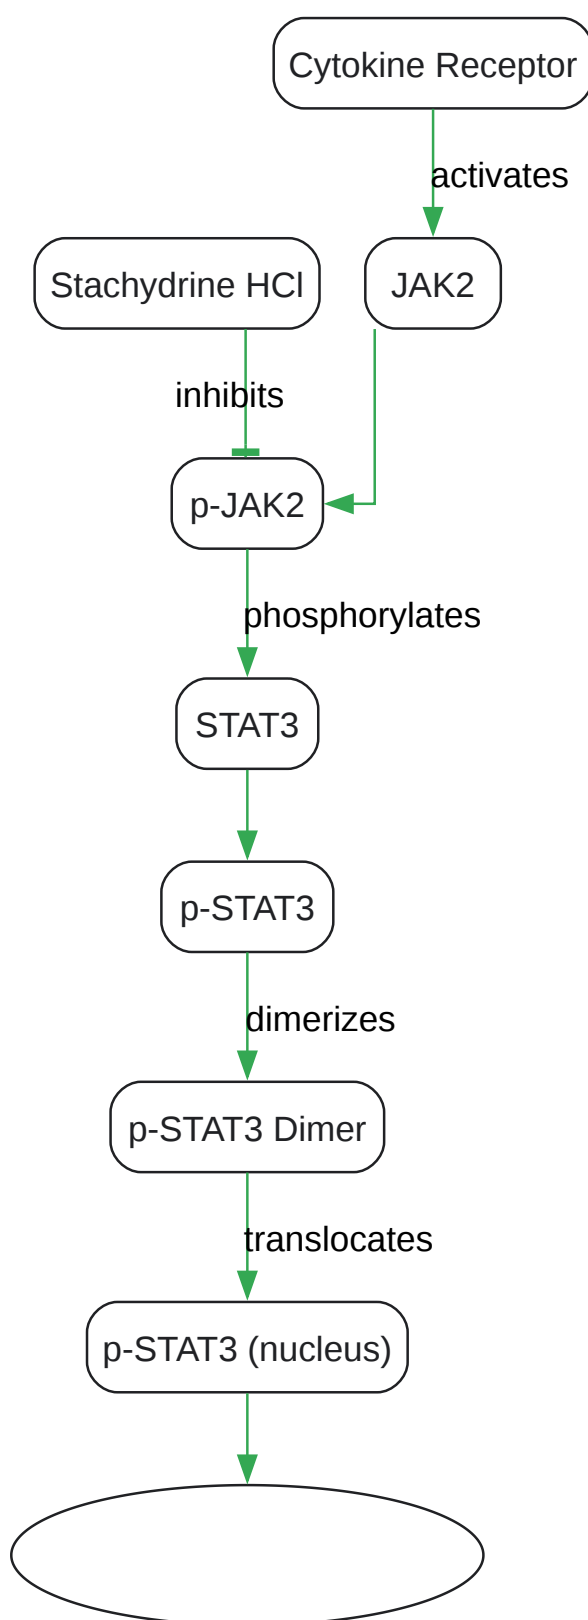 Cytokine Receptor
activates
Stachydrine HCl
JAK2
inhibits
p-JAK2
phosphorylates
STAT3
p-STAT3
dimerizes
p-STAT3 Dimer
translocates
p-STAT3 (nucleus)